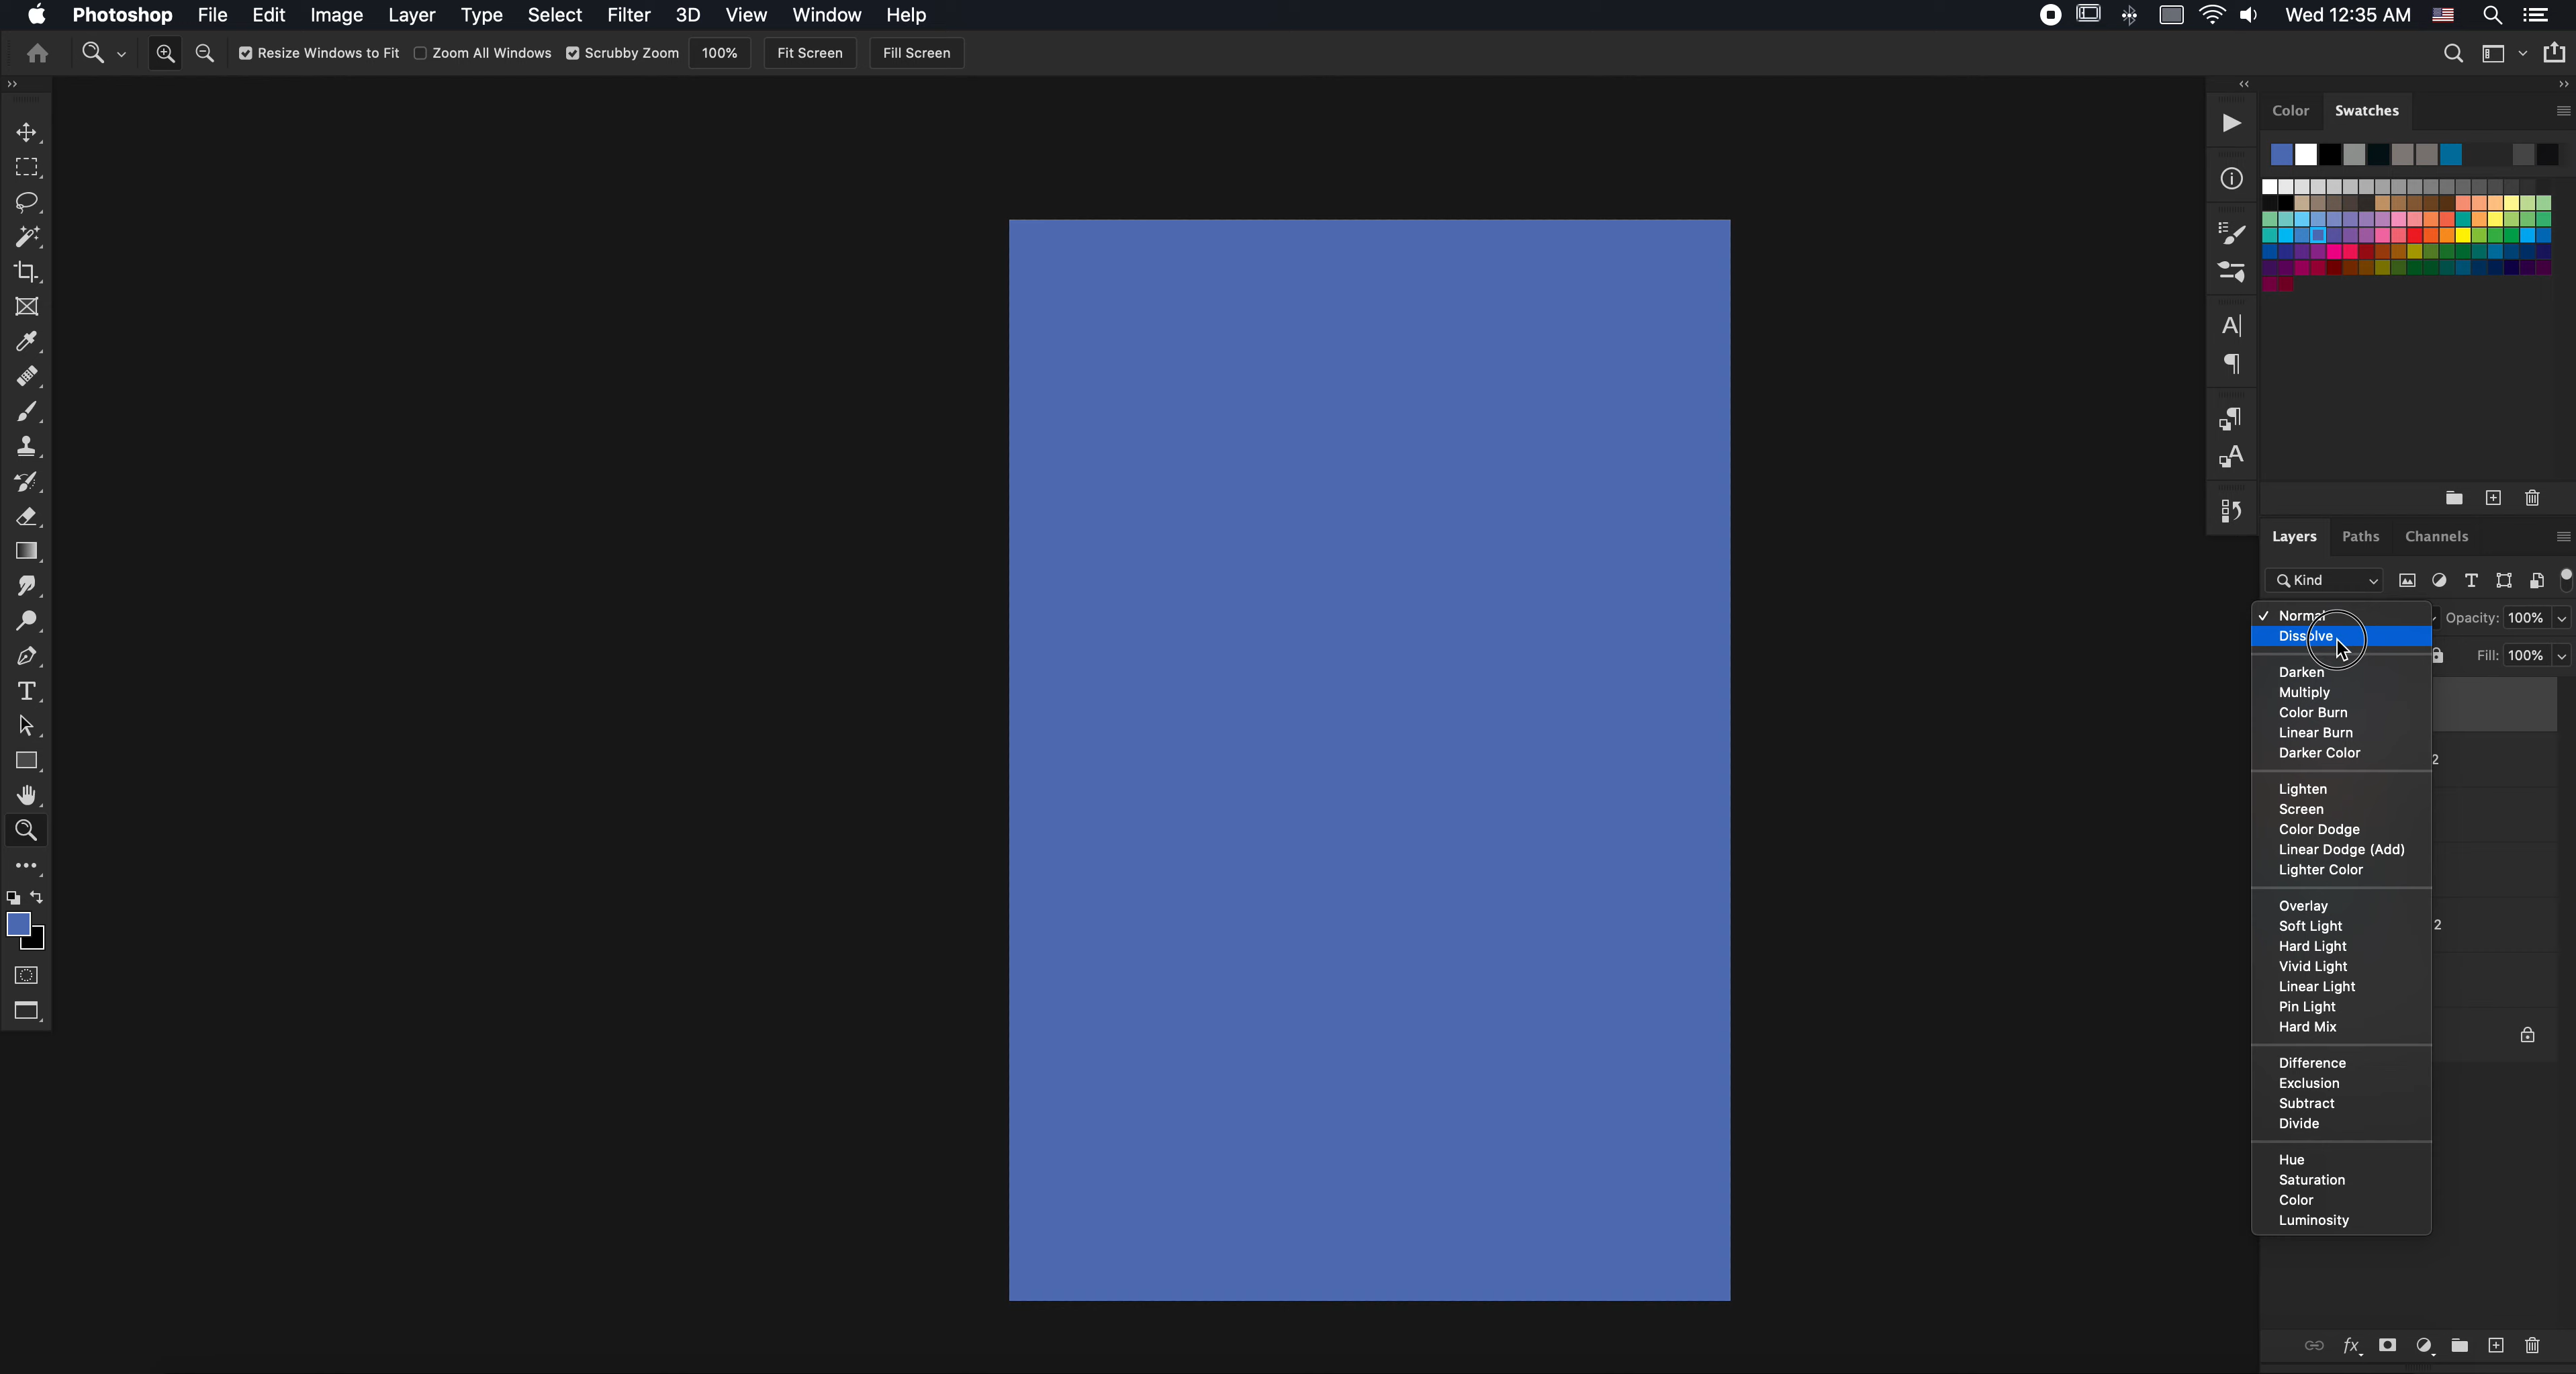 Photoshop File Edit Image Layer Type Select Filter 3D View Window Help Wed 12:35 AM
Resize Windows to Fit Zoom All Windows Scrubby Zoom 100% Fit Screen Fill Screen
Color Swatches
Layers Paths Channels
Kind
Normal Opacity: 100%
Dissolve
Fill: 100%
Darken
Multiply
Color Burn
Linear Burn
Darker Color
2
Lighten
Screen
Color Dodge
Linear Dodge (Add)
Lighter Color
Overlay
Soft Light
2
Hard Light
Vivid Light
Linear Light
Pin Light
Hard Mix
Difference
Exclusion
Subtract
Divide
Hue
Saturation
Color
Luminosity
fx